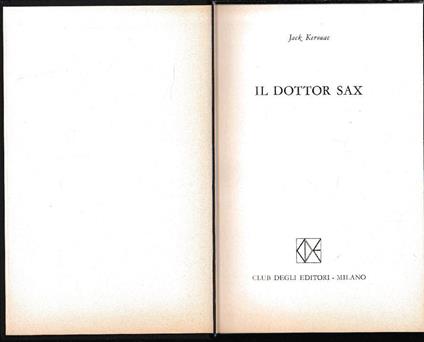 Jack Kerouac
IL DOTTOR SAX
CLUB DEGLI EDITORI - MILANO